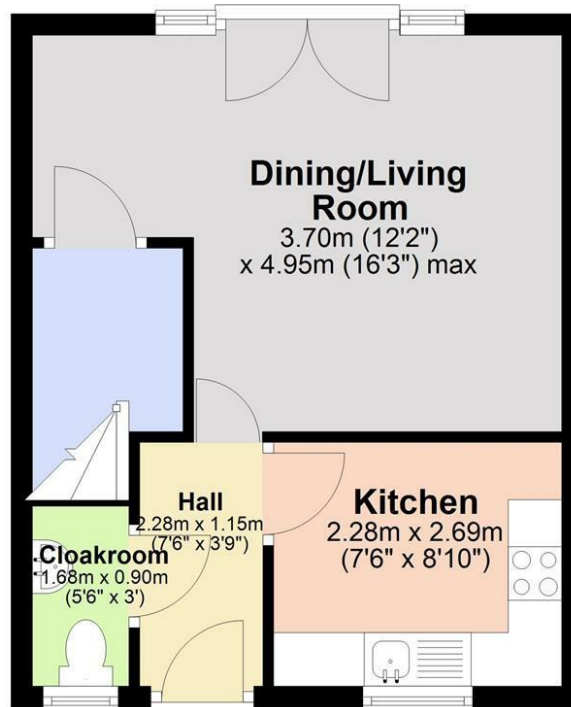 Dining/Living
Room
3.70m (12'2")
x 4.95m (16'3") max
Hall
2.28m x 1.15m
(7'6" x 3'9")
Kitchen
2.28m x 2.69m
(7'6" x 8'10")
Cloakroom
1.68m x 0.90m
(5'6" x 3')